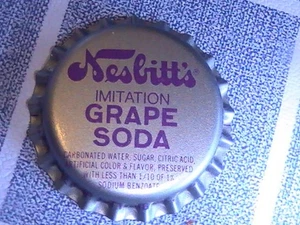 Nesbitt's
IMITATION
GRAPE
SODA
CARBONATED WATER, SUGAR, CITRIC ACID,
ARTIFICIAL COLOR & FLAVOR, PRESERVED
WITH LESS THAN 1/10 OF 1%
SODIUM BENZOATE